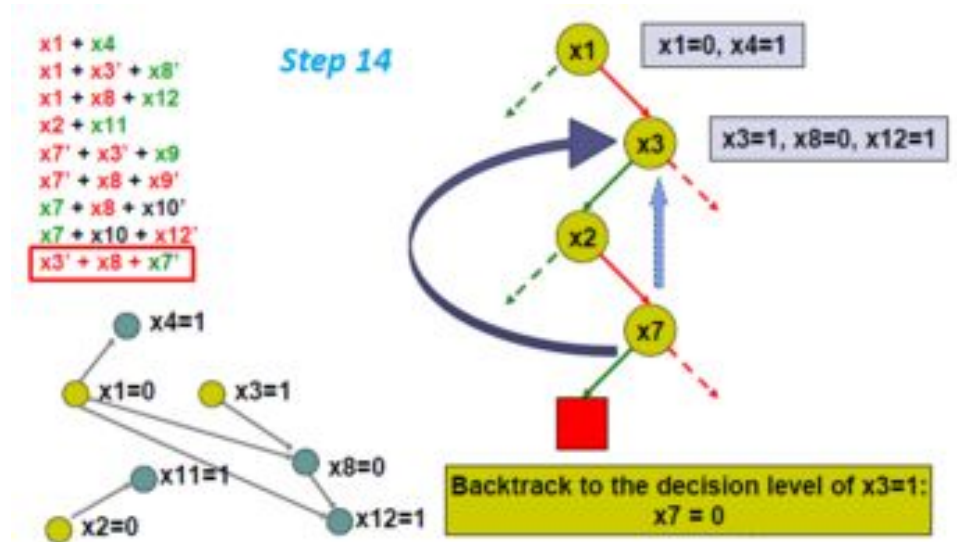 x1 + x4
x1 + x3' + x8'
x1 + x8 + x12
x2 + x11
x7' + x3' + x9
x7' + x8 + x9'
x7 + x8 + x10'
x7 + x10 + x12'
x3' + x8 + x7'
Step 14
x1
x1=0, x4=1
x3
x3=1, x8=0, x12=1
x2
x7
x4=1
x1=0
x3=1
x11=1
x8=0
x2=0
x12=1
Backtrack to the decision level of x3=1:
x7 = 0